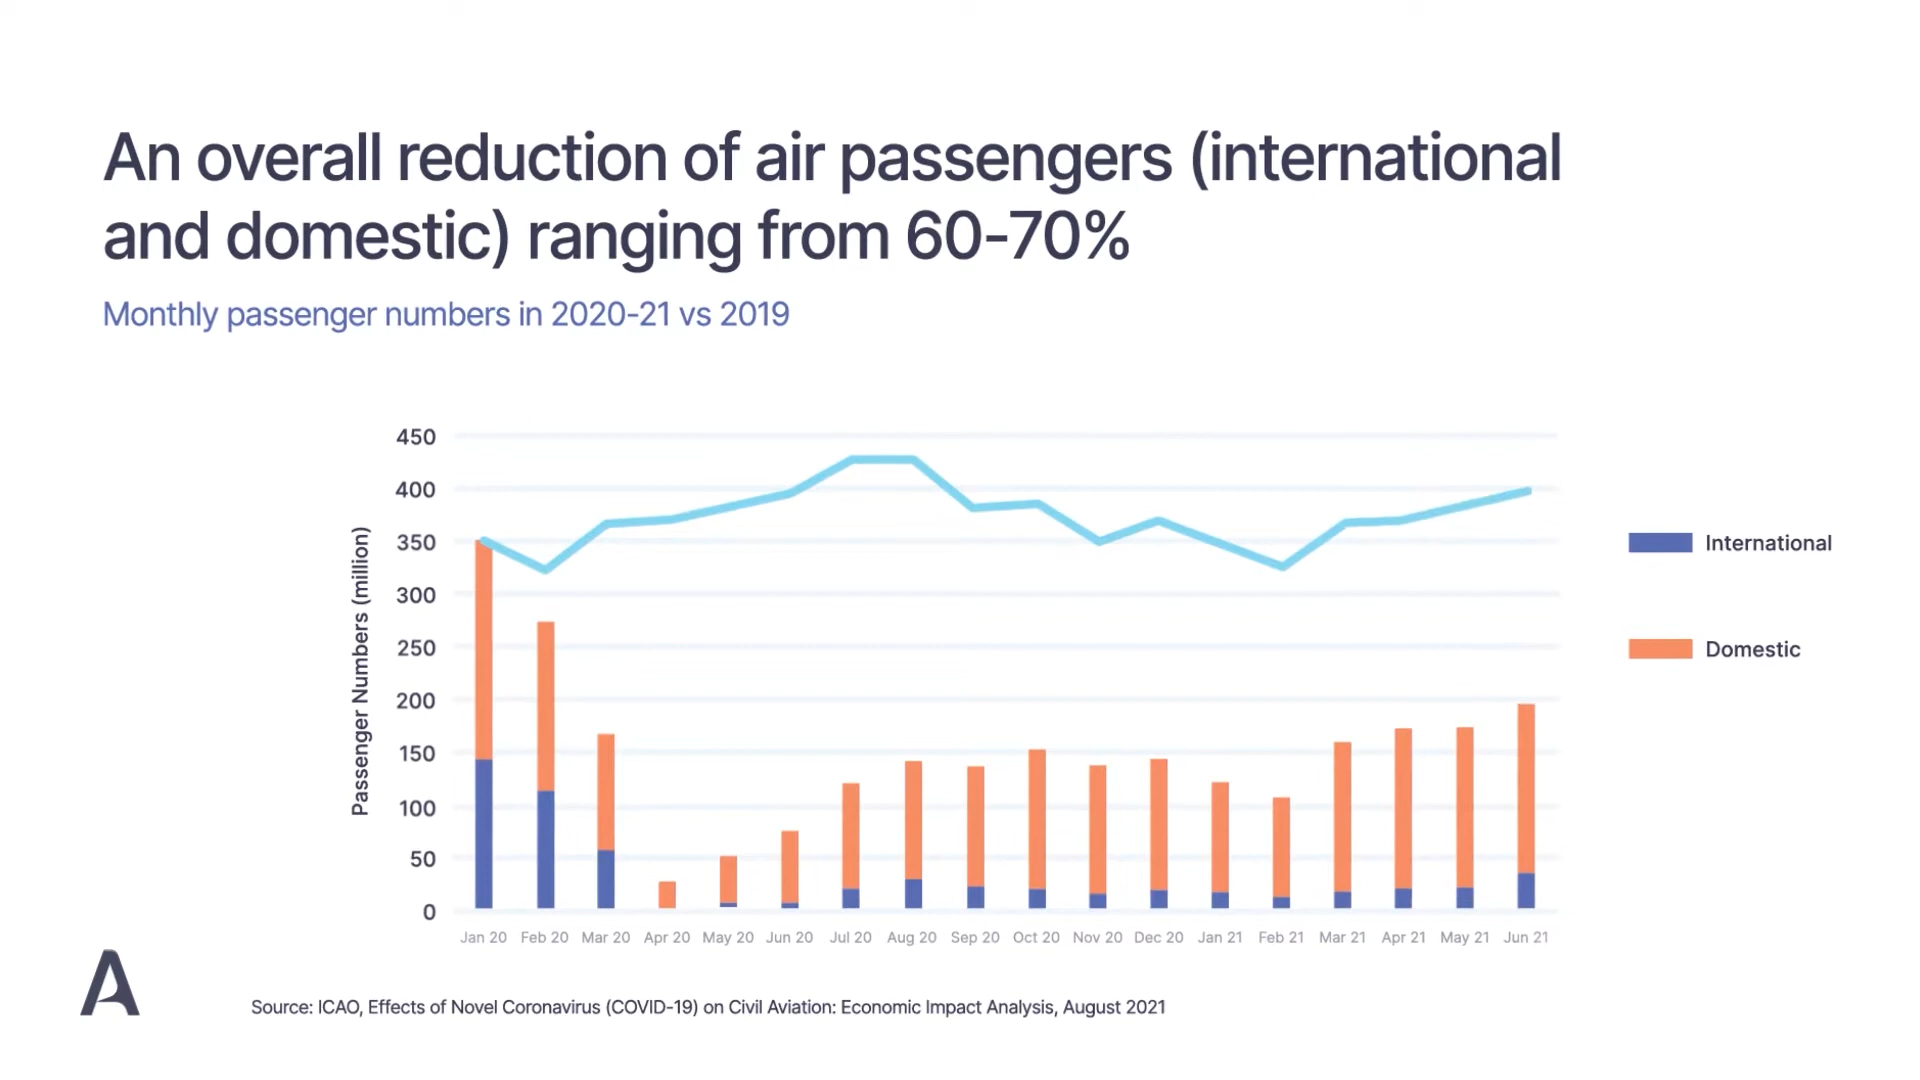 An overall reduction of air passengers (international
and domestic) ranging from 60-70%
Monthly passenger numbers in 2020-21 vs 2019
Passenger Numbers (million)
450
400
350
300
250
200
150
100
50
0
Jan 20 Feb 20 Mar 20 Apr 20 May 20 Jun 20 Jul 20 Aug 20 Sep 20 Oct 20 Nov 20 Dec 20 Jan 21 Feb 21 Mar 21 Apr 21 May 21 Jun 21
International
Domestic
A
Source: ICAO, Effects of Novel Coronavirus (COVID-19) on Civil Aviation: Economic Impact Analysis, August 2021